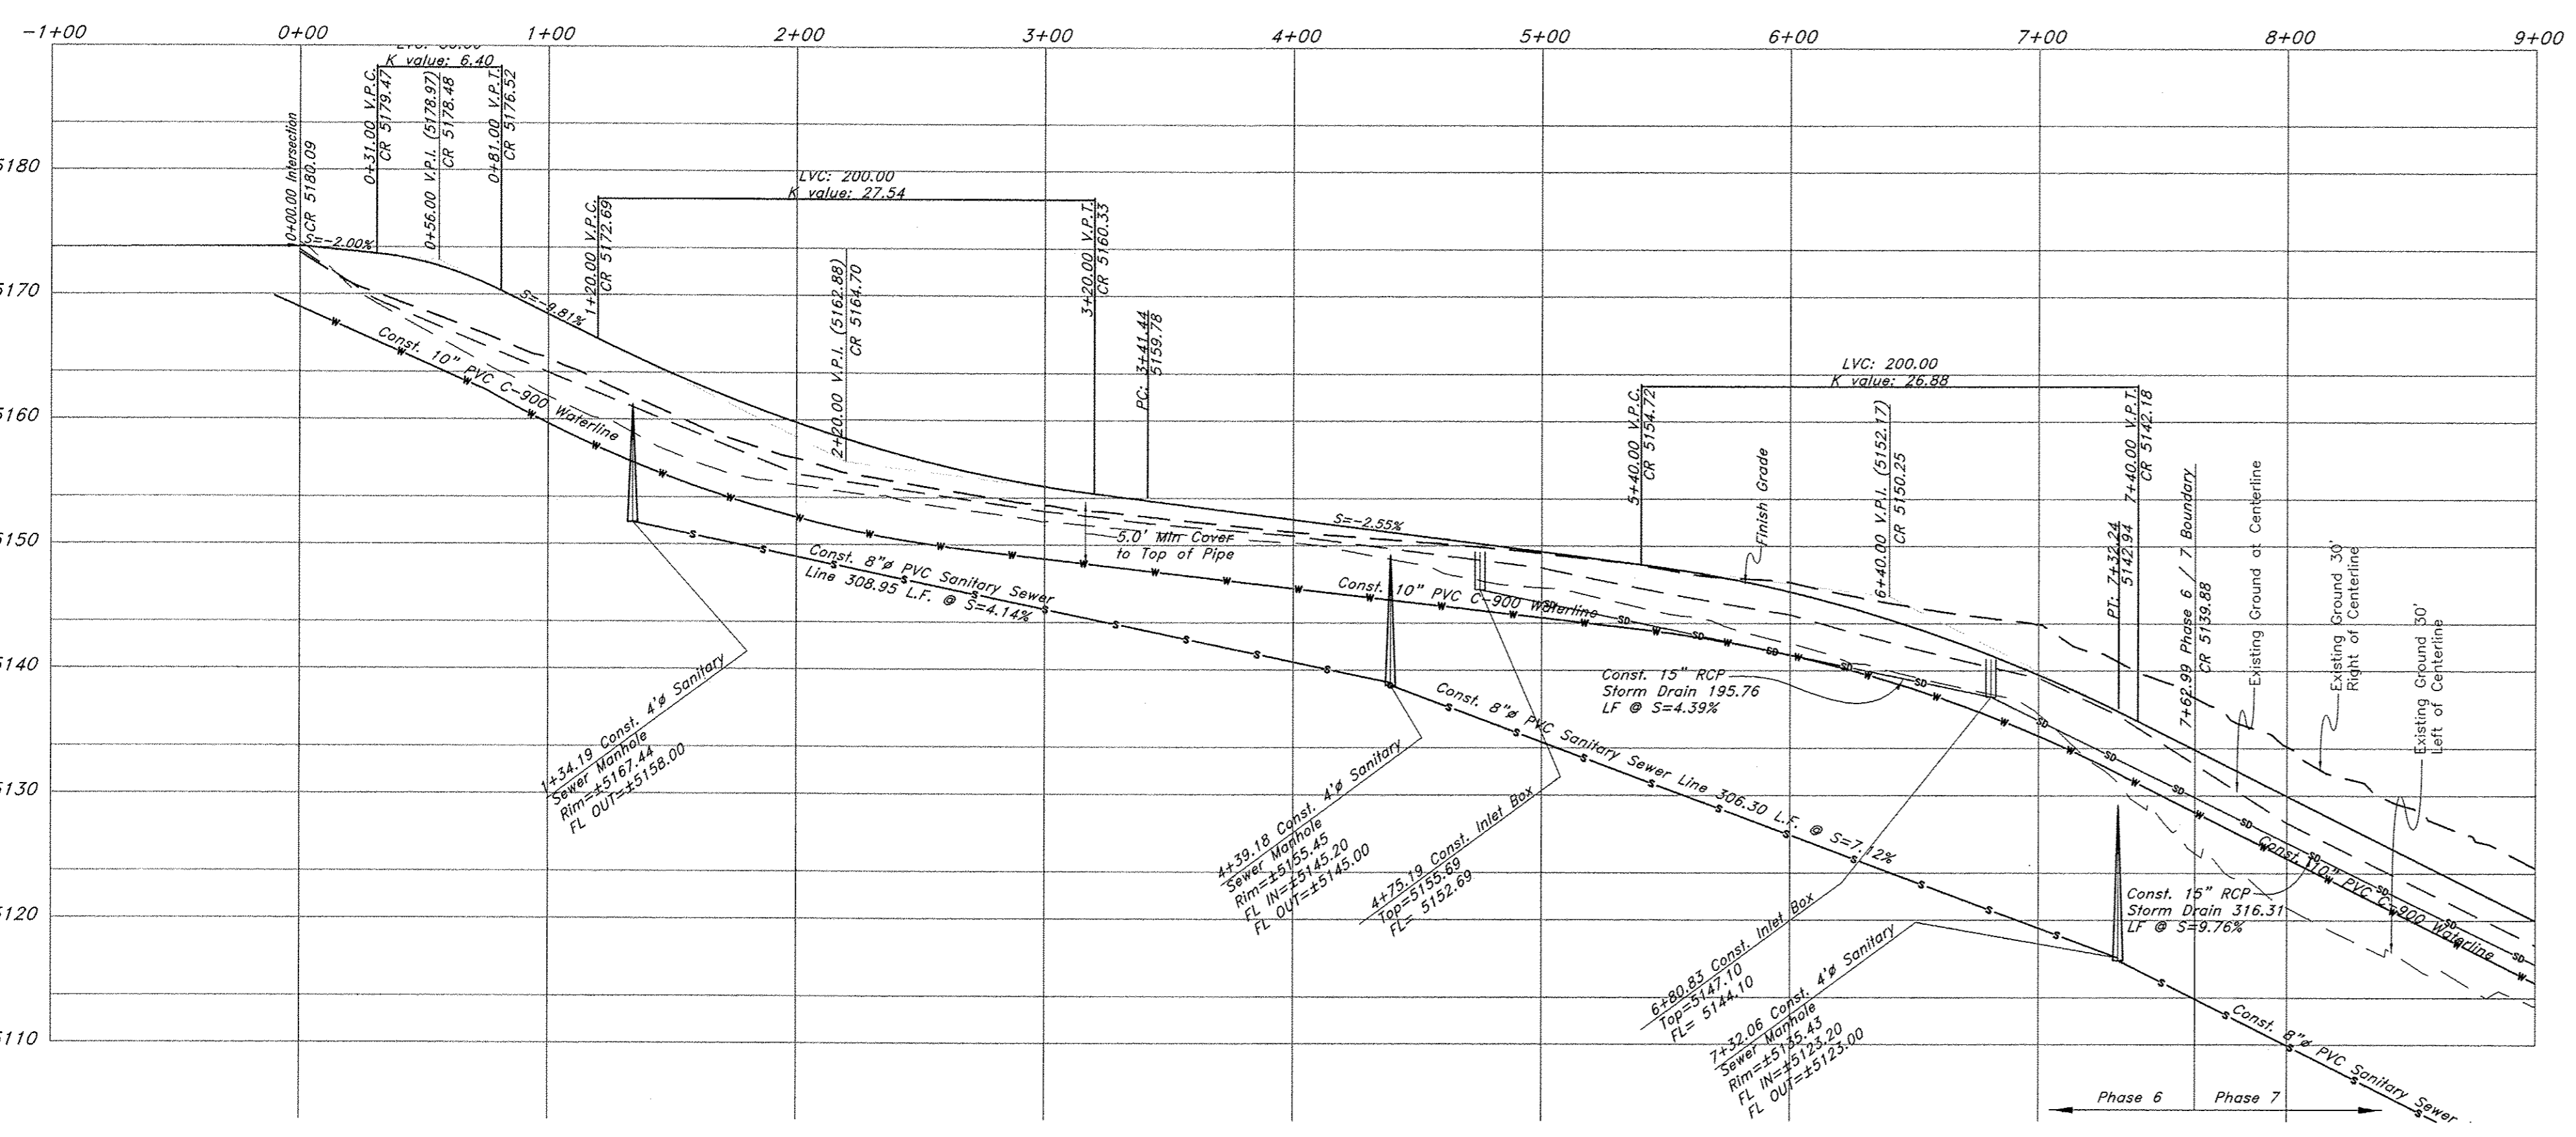 -1+00 0+00 1+00 2+00 3+00 4+00 5+00 6+00 7+00 8+00 9+00
K value: 6.40
0+00.00 Intersection
CR 5180.09
0+31.00 V.P.C.
CR 5179.47
0+56.00 V.P.I. (5178.97)
CR 5178.48
0+81.00 V.P.T.
CR 5176.52
S=-2.00%
S=-9.81%
LVC: 200.00
K value: 27.54
1+20.00 V.P.C.
CR 5172.69
2+20.00 V.P.I. (5162.88)
CR 5164.70
3+20.00 V.P.T.
CR 5160.33
PC: 3+41.44
5159.78
S=-2.55%
LVC: 200.00
K value: 26.88
5+40.00 V.P.C.
CR 5154.72
Finish Grade
6+40.00 V.P.I. (5152.17)
CR 5150.25
PT: 7+32.24
5142.94
7+40.00 V.P.T.
CR 5142.18
7+62.99 Phase 6 / 7 Boundary
CR 5139.88
Existing Ground at Centerline
Existing Ground 30'
Right of Centerline
Existing Ground 30'
Left of Centerline
5180
5170
5160
5150
5140
5130
5120
5110
Const. 10" PVC C-900 Waterline
5.0' Min Cover
to Top of Pipe
Const. 8"ø PVC Sanitary Sewer
Line 308.95 L.F. @ S=4.14%
Const. 10" PVC C-900 Waterline
Const. 15" RCP
Storm Drain 195.76
LF @ S=4.39%
Const. 8"ø PVC Sanitary Sewer Line 306.30 L.F. @ S=7.12%
1+34.19 Const. 4'ø Sanitary
Sewer Manhole
Rim=±5167.44
FL OUT=±5158.00
4+39.18 Const. 4'ø Sanitary
Sewer Manhole
Rim=±5155.45
FL IN=±5145.20
FL OUT=±5145.00
4+75.19 Const. Inlet Box
Top=5155.69
FL= 5152.69
6+80.83 Const. Inlet Box
Top=5147.10
FL= 5144.10
7+32.06 Const. 4'ø Sanitary
Sewer Manhole
Rim=±5135.43
FL IN=±5123.20
FL OUT=±5123.00
Const. 10" PVC C-900 Waterline
Const. 15" RCP
Storm Drain 316.31
LF @ S=9.76%
Const. 8"ø PVC Sanitary Sewer
Phase 6 Phase 7